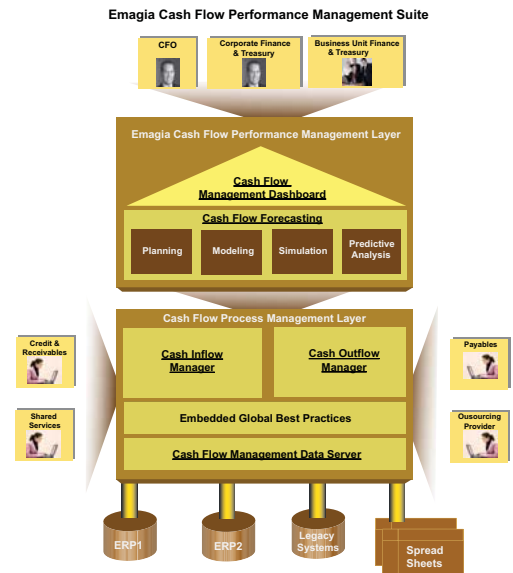 Emagia Cash Flow Performance Management Suite
CFO
Corporate Finance
& Treasury
Business Unit Finance
& Treasury
Emagia Cash Flow Performance Management Layer
Cash Flow
Management Dashboard
Cash Flow Forecasting
Planning
Modeling
Simulation
Predictive
Analysis
Cash Flow Process Management Layer
Credit &
Receivables
Cash Inflow
Manager
Cash Outflow
Manager
Payables
Shared
Services
Embedded Global Best Practices
Ousourcing
Provider
Cash Flow Management Data Server
ERP1
ERP2
Legacy
Systems
Spread
Sheets